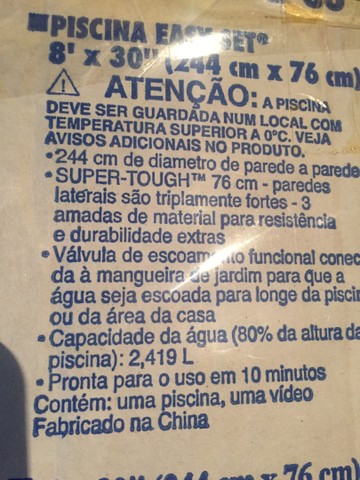 PISCINA EASY SET®
8' x 30" (244 cm x 76 cm)
ATENÇÃO: A PISCINA
DEVE SER GUARDADA NUM LOCAL COM
TEMPERATURA SUPERIOR A 0°C. VEJA
AVISOS ADICIONAIS NO PRODUTO.
•244 cm de diametro de parede a parede
•SUPER-TOUGH™ 76 cm - paredes
laterais são triplamente fortes - 3
amadas de material para resistência
e durabilidade extras
•Válvula de escoamento funcional conec
da à mangueira de jardim para que a
água seja escoada para longe da piscin
ou da área da casa
•Capacidade da água (80% da altura da
piscina): 2,419 L
•Pronta para o uso em 10 minutos
Contém: uma piscina, uma vídeo
Fabricado na China
(244 cm x 76 cm)